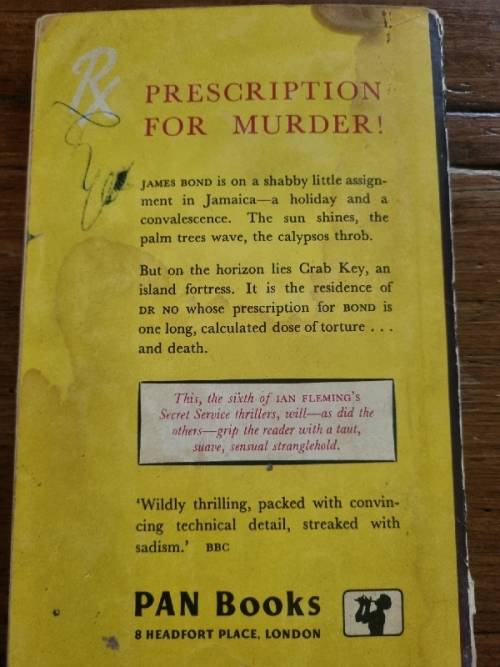 Rx
PRESCRIPTION
FOR MURDER!
JAMES BOND is on a shabby little assign-
ment in Jamaica—a holiday and a
convalescence. The sun shines, the
palm trees wave, the calypsos throb.
But on the horizon lies Crab Key, an
island fortress. It is the residence of
DR NO whose prescription for BOND is
one long, calculated dose of torture . . .
and death.
This, the sixth of IAN FLEMING'S
Secret Service thrillers, will—as did the
others—grip the reader with a taut,
suave, sensual stranglehold.
'Wildly thrilling, packed with convin-
cing technical detail, streaked with
sadism.' BBC
PAN Books
8 HEADFORT PLACE, LONDON